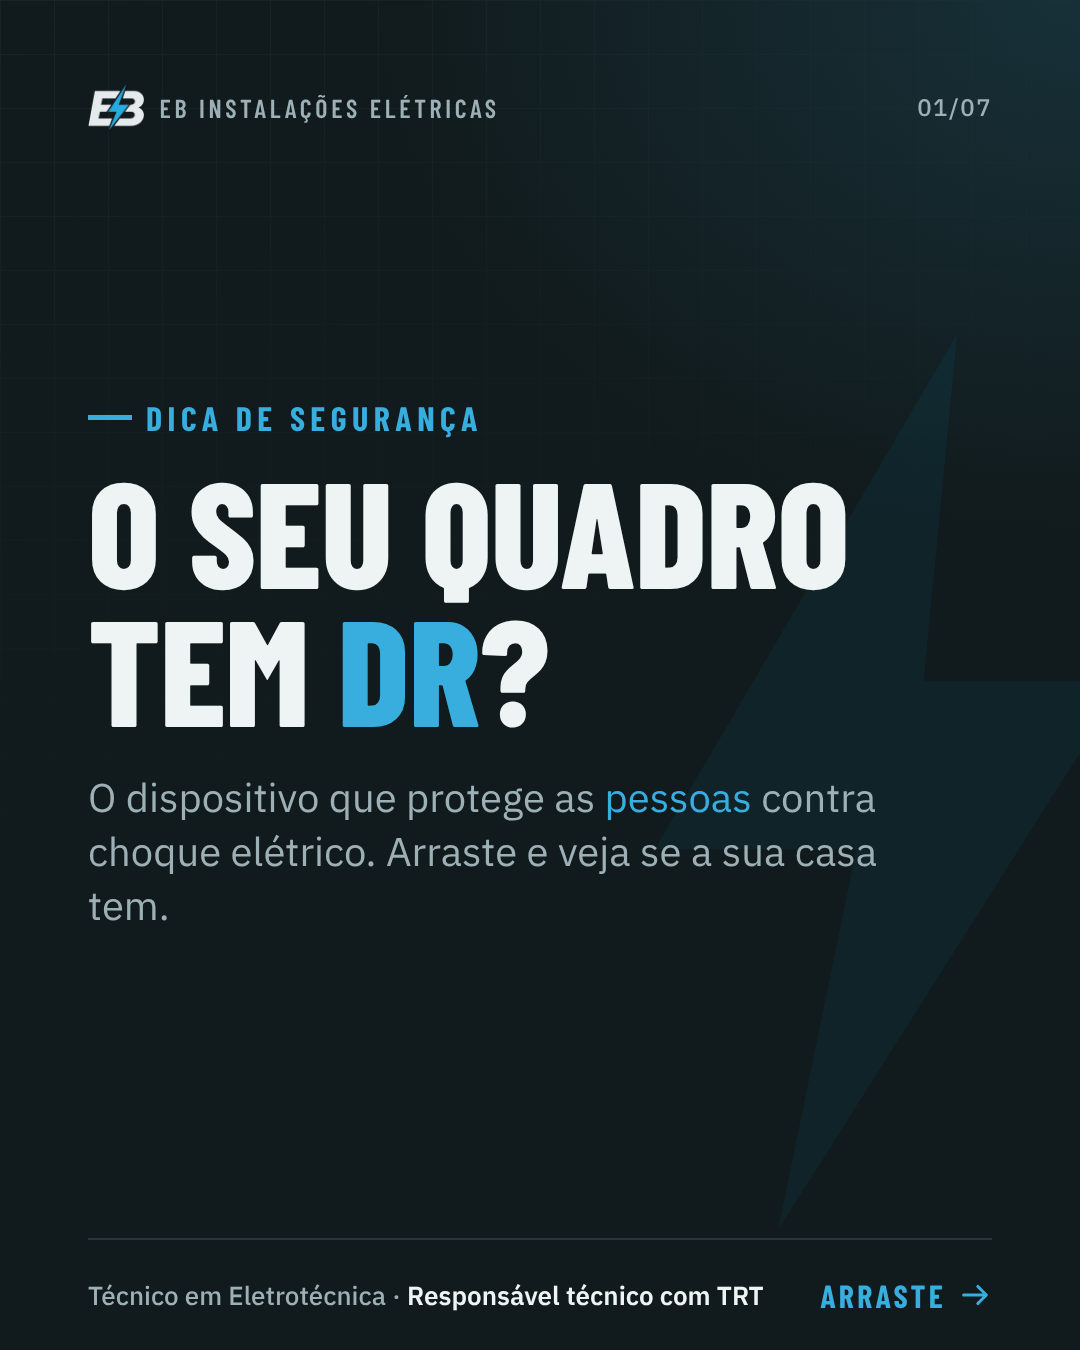 EB EB INSTALAÇÕES ELÉTRICAS 01/07
DICA DE SEGURANÇA
O SEU QUADRO
TEM DR?
O dispositivo que protege as pessoas contra
choque elétrico. Arraste e veja se a sua casa
tem.
Técnico em Eletrotécnica · Responsável técnico com TRT ARRASTE →